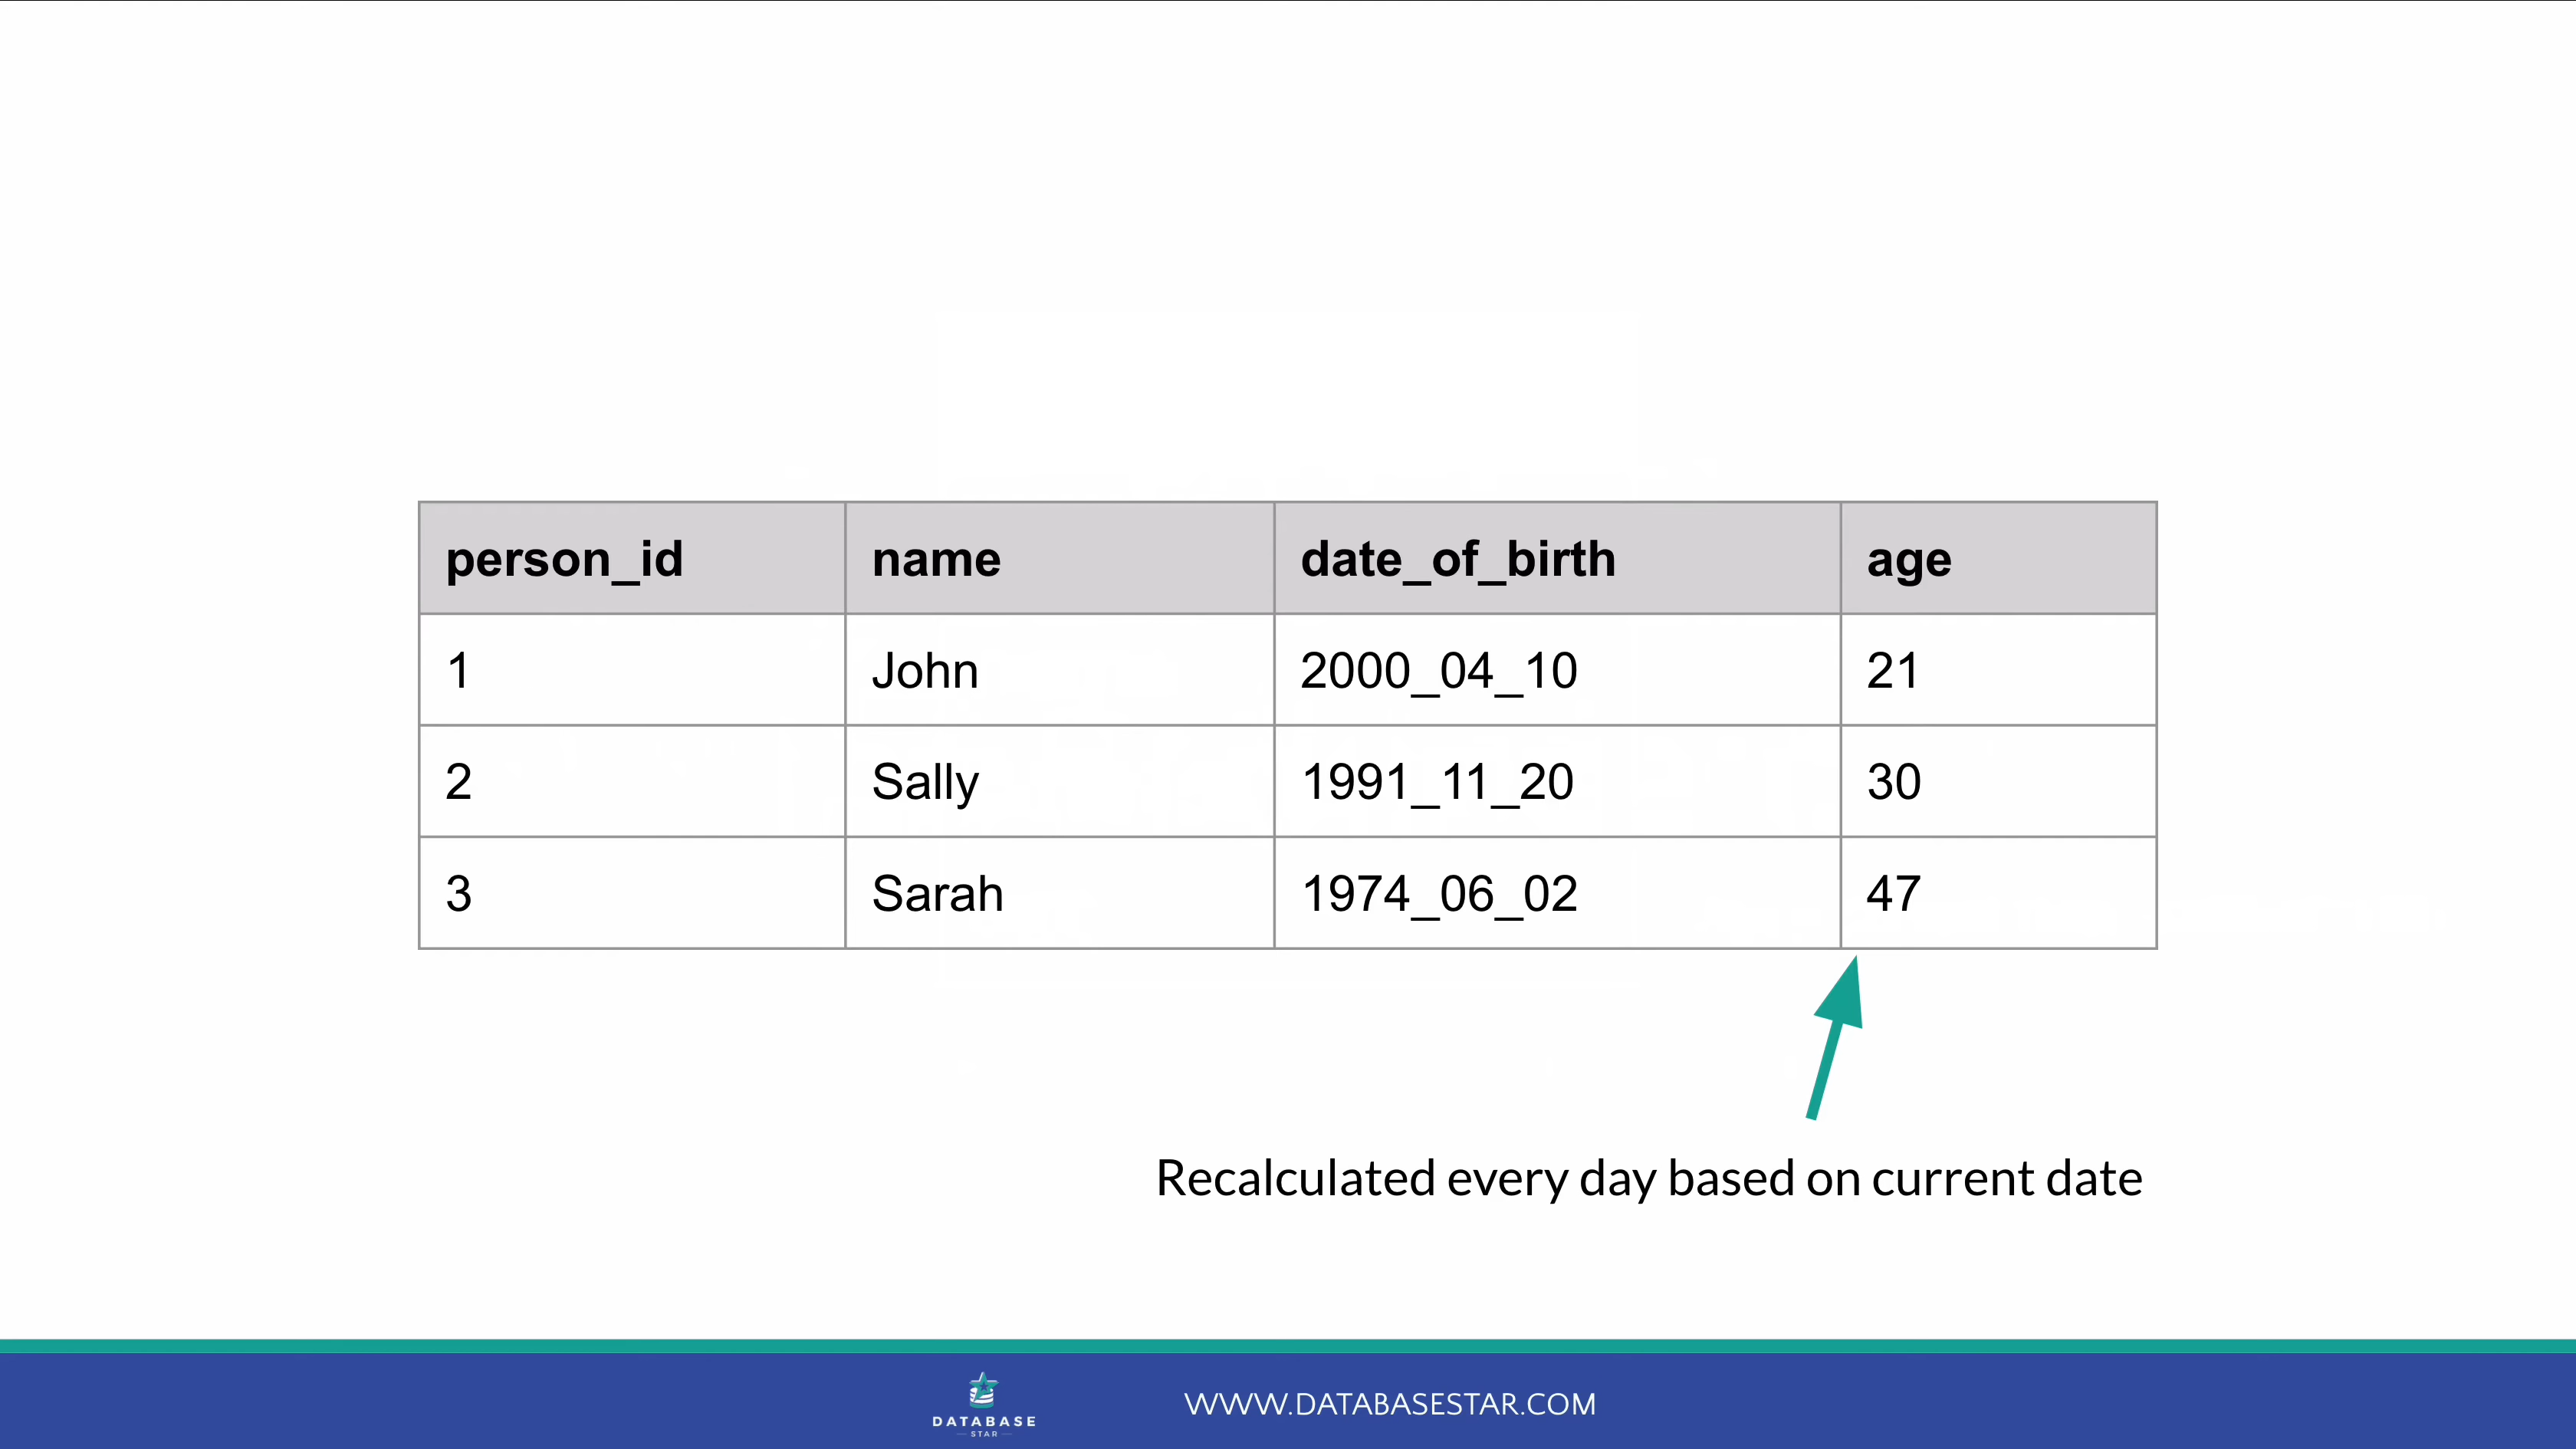 person_id name date_of_birth age
1 John 2000_04_10 21
2 Sally 1991_11_20 30
3 Sarah 1974_06_02 47
Recalculated every day based on current date
DATABASE
STAR
WWW.DATABASESTAR.COM